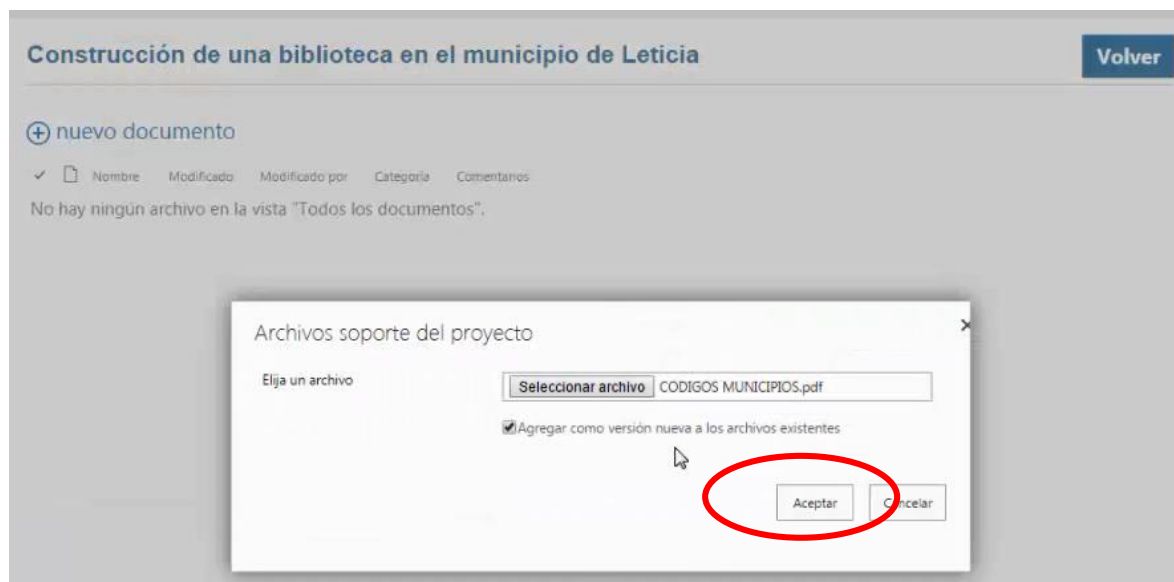 Construcción de una biblioteca en el municipio de Leticia
Volver
nuevo documento
Nombre Modificado Modificado por Categoría Comentarios
No hay ningún archivo en la vista "Todos los documentos".
Archivos soporte del proyecto
Elija un archivo
Seleccionar archivo CODIGOS MUNICIPIOS.pdf
Agregar como versión nueva a los archivos existentes
Aceptar Cancelar